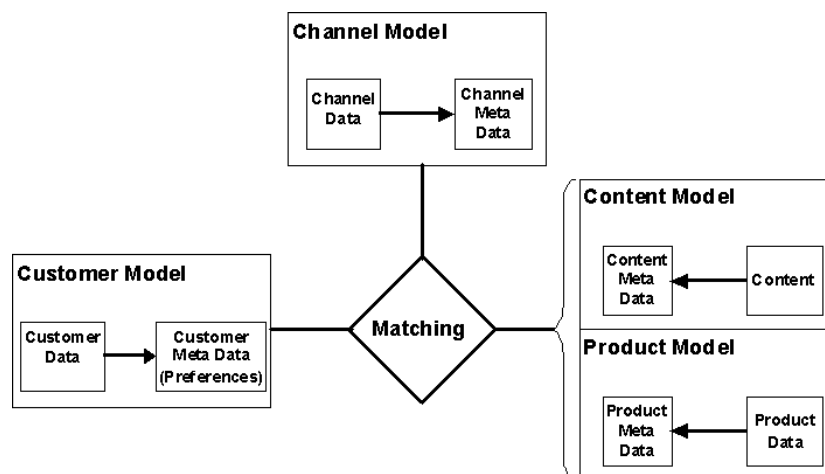 Channel Model
Channel
Data
Channel
Meta
Data
Customer Model
Customer
Data
Customer
Meta Data
(Preferences)
Matching
Content Model
Content
Meta
Data
Content
Product Model
Product
Meta
Data
Product
Data